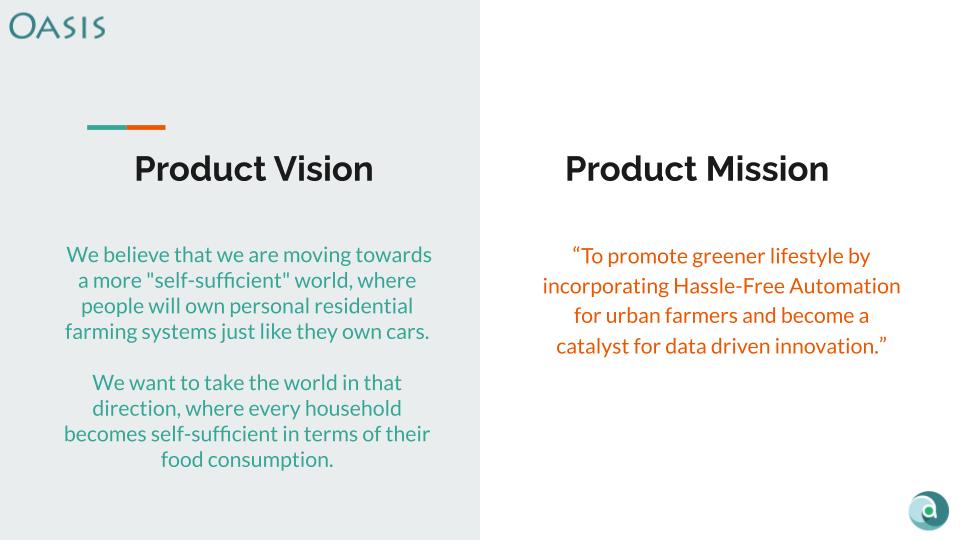 OASIS
Product Vision
We believe that we are moving towards
a more "self-sufficient" world, where
people will own personal residential
farming systems just like they own cars.
We want to take the world in that
direction, where every household
becomes self-sufficient in terms of their
food consumption.
Product Mission
“To promote greener lifestyle by
incorporating Hassle-Free Automation
for urban farmers and become a
catalyst for data driven innovation.”
a